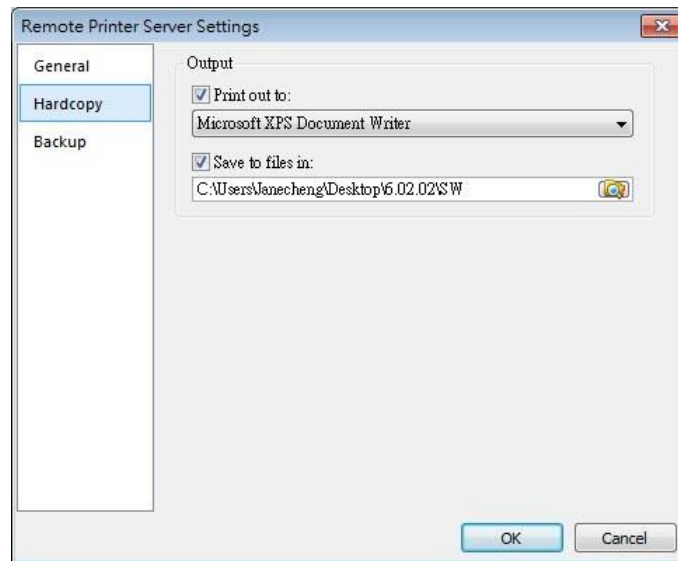 Remote Printer Server Settings
General
Hardcopy
Backup
Output
Print out to:
Microsoft XPS Document Writer
Save to files in:
C:\Users\Janecheng\Desktop\6.02.02\SW
OK
Cancel